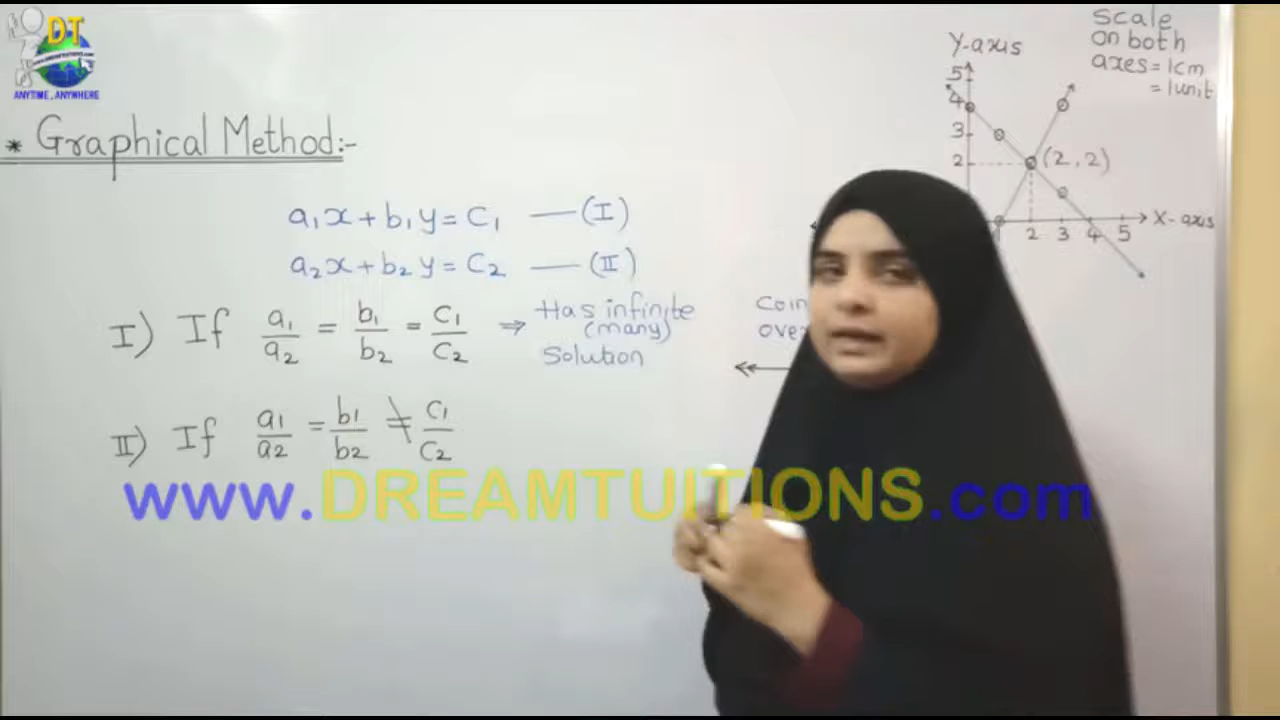 DT
ANYTIME, ANYWHERE
* Graphical Method:-
a₁x + b₁y = C₁ —(I)
a₂x + b₂y = C₂ —(II)
I) If a₁/a₂ = b₁/b₂ = C₁/C₂ ⇒ Has infinite
(many)
Solution
II) If a₁/a₂ = b₁/b₂ ≠ C₁/C₂
www.DREAMTUITIONS.com
Scale
on both
axes = 1cm
= 1unit
Y-axis
5
4
3
2
(2,2)
X-axis
2 3 4 5